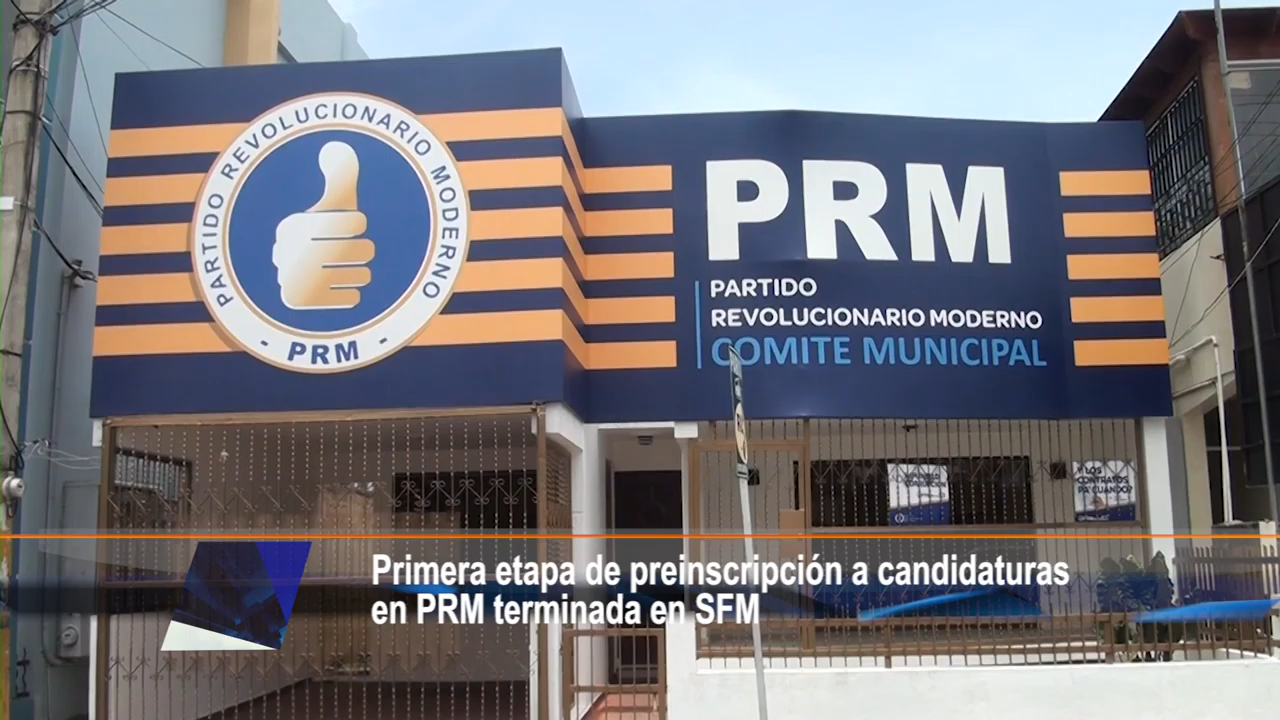 PARTIDO REVOLUCIONARIO MODERNO
- PRM -
PRM
PARTIDO
REVOLUCIONARIO MODERNO
COMITE MUNICIPAL
Y LOS
CONTRATOS
PA' CUANDO?
Primera etapa de preinscripción a candidaturas
en PRM terminada en SFM